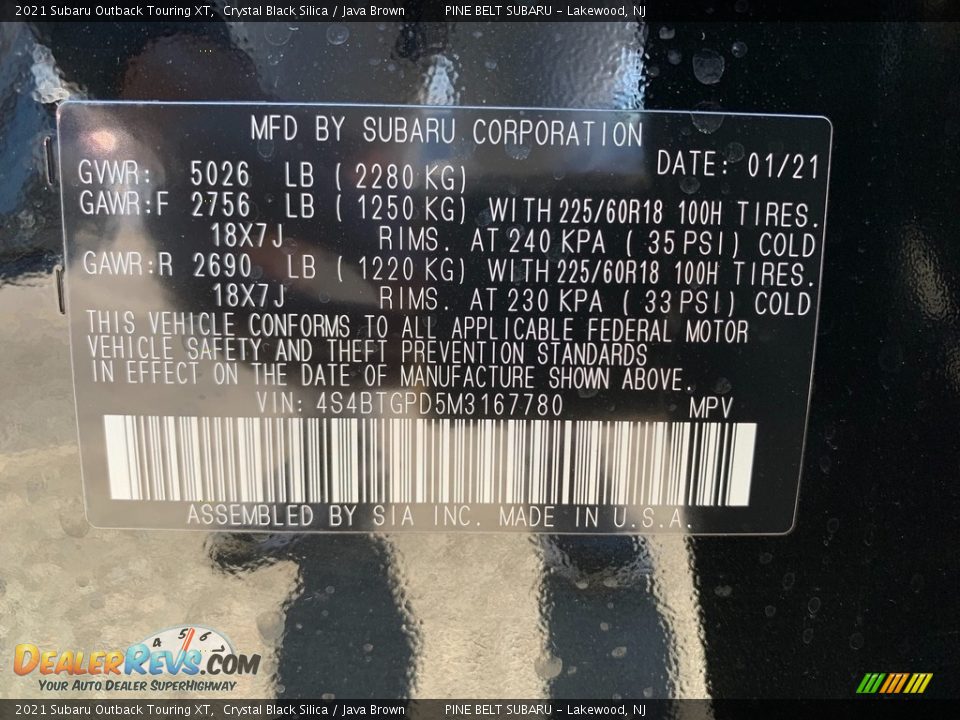 2021 Subaru Outback Touring XT, Crystal Black Silica / Java Brown PINE BELT SUBARU - Lakewood, NJ
MFD BY SUBARU CORPORATION
DATE: 01/21
GVWR: 5026 LB ( 2280 KG)
GAWR:F 2756 LB ( 1250 KG) WITH 225/60R18 100H TIRES.
18X7J RIMS. AT 240 KPA ( 35 PSI) COLD
GAWR:R 2690 LB ( 1220 KG) WITH 225/60R18 100H TIRES.
18X7J RIMS. AT 230 KPA ( 33 PSI) COLD
THIS VEHICLE CONFORMS TO ALL APPLICABLE FEDERAL MOTOR
VEHICLE SAFETY AND THEFT PREVENTION STANDARDS
IN EFFECT ON THE DATE OF MANUFACTURE SHOWN ABOVE.
VIN: 4S4BTGPD5M3167780 MPV
ASSEMBLED BY SIA INC. MADE IN U.S.A.
4 5 6
DEALERREVS.COM
YOUR AUTO DEALER SUPERHIGHWAY
2021 Subaru Outback Touring XT, Crystal Black Silica / Java Brown PINE BELT SUBARU - Lakewood, NJ